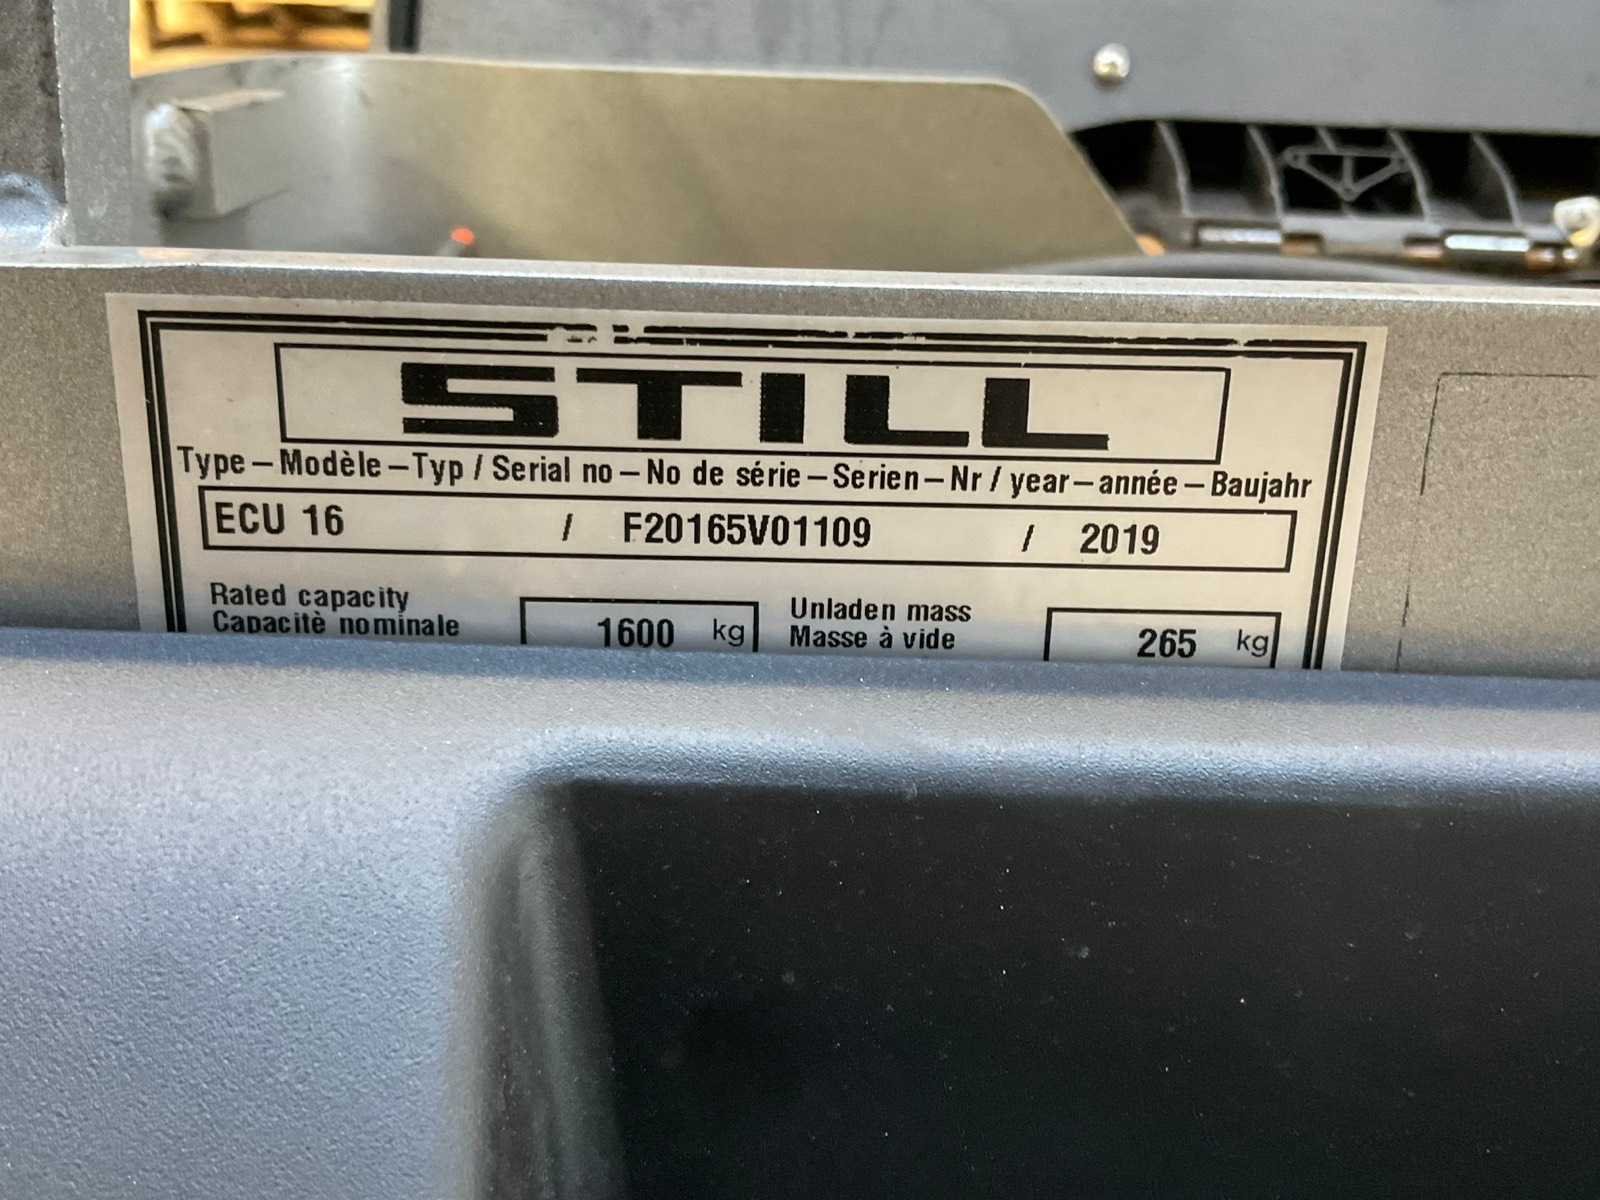 STILL
Type – Modèle – Typ / Serial no – No de série – Serien – Nr / year – année – Baujahr
ECU 16 / F20165V01109 / 2019
Rated capacity
Capacitè nominale 1600 kg
Unladen mass
Masse à vide 265 kg